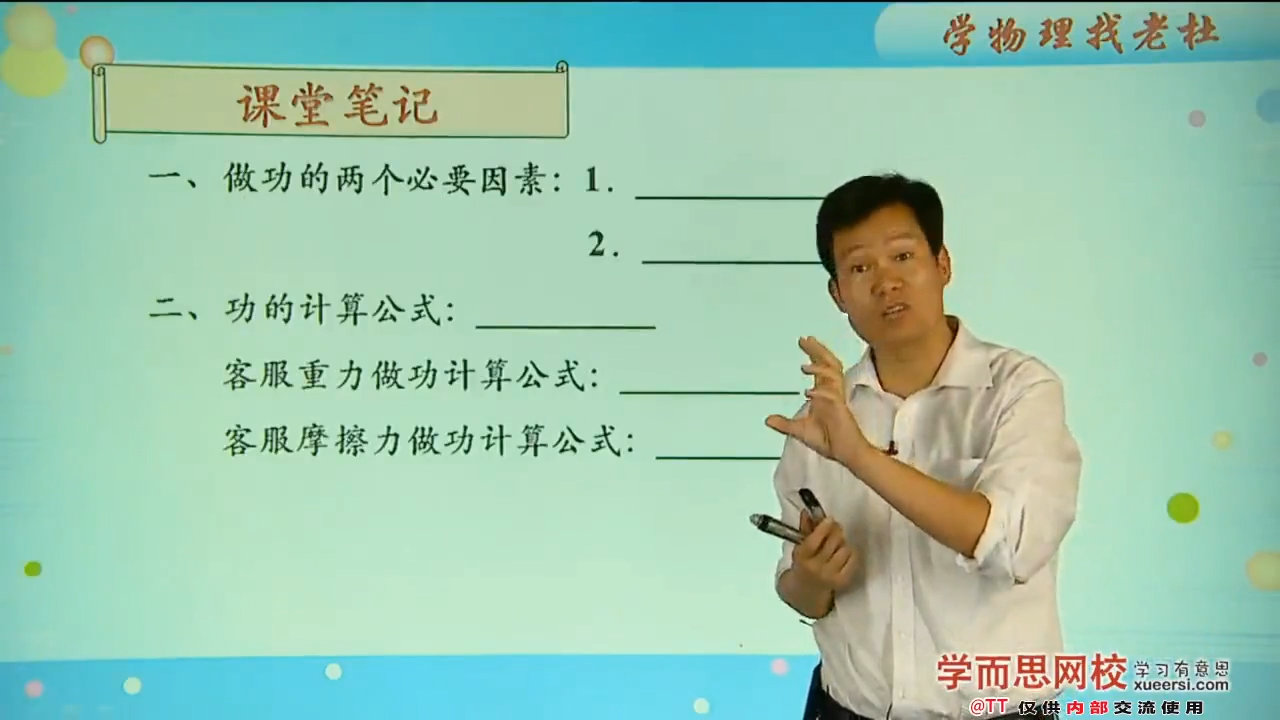 学物理找老杜
课堂笔记
一、做功的两个必要因素：1.
2.
二、功的计算公式：
客服重力做功计算公式：
客服摩擦力做功计算公式：
学而思网校 学习有意思
xueersi.com
@TT 仅供内部交流使用